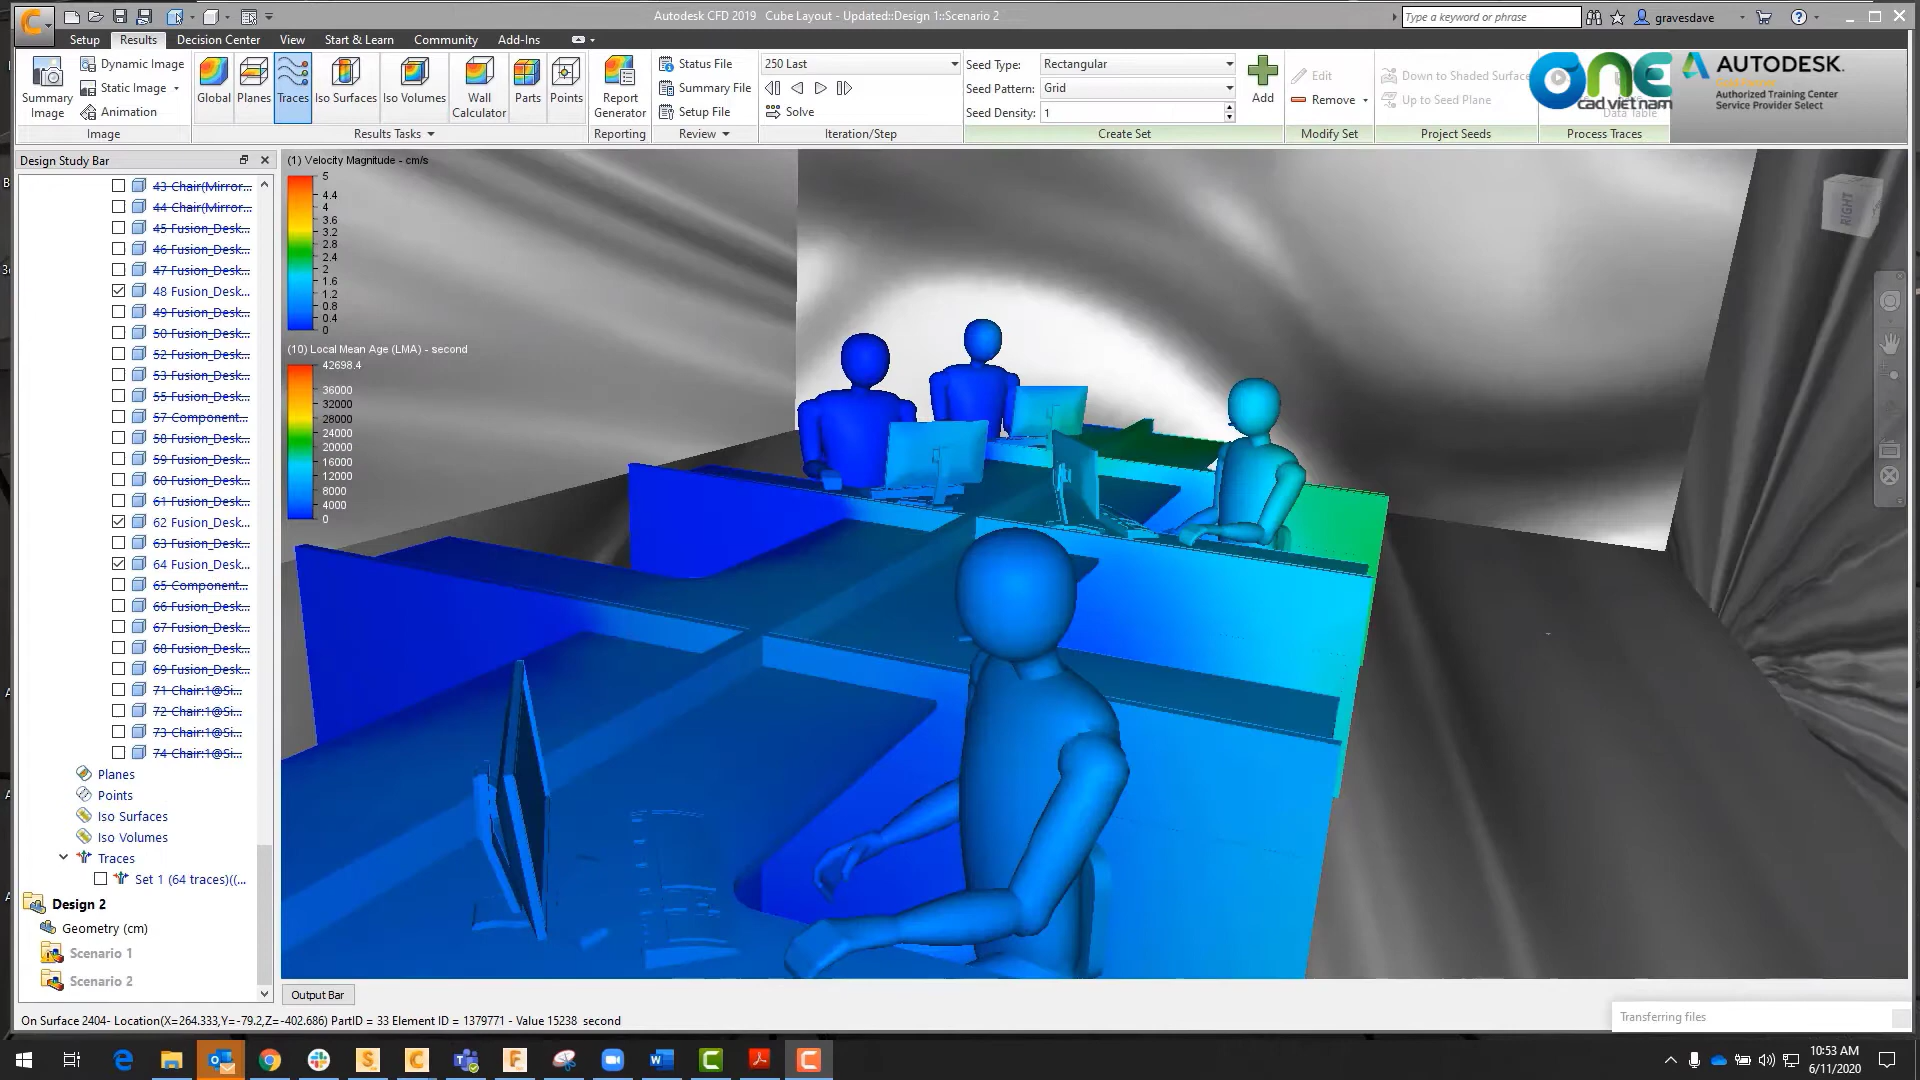 Autodesk CFD 2019 Cube Layout - Updated::Design 1::Scenario 2
Type a keyword or phrase
gravesdave
Setup
Results
Decision Center
View
Start & Learn
Community
Add-Ins
Summary Image
Dynamic Image
Static Image
Animation
Image
Global
Planes
Traces
Iso Surfaces
Iso Volumes
Wall Calculator
Parts
Points
Results Tasks
Report Generator
Reporting
Status File
Summary File
Setup File
Review
250 Last
Solve
Iteration/Step
Seed Type:
Rectangular
Seed Pattern:
Grid
Seed Density:
1
Create Set
Add
Edit
Remove
Modify Set
Down to Shaded Surface
Up to Seed Plane
Project Seeds
Data Table
Process Traces
one
cad viet nam
AUTODESK.
Authorized Training Center
Service Provider Select
Design Study Bar
43 Chair(Mirror...
44 Chair(Mirror...
45 Fusion_Desk...
46 Fusion_Desk...
47 Fusion_Desk...
48 Fusion_Desk...
49 Fusion_Desk...
50 Fusion_Desk...
52 Fusion_Desk...
53 Fusion_Desk...
55 Fusion_Desk...
57 Component...
58 Fusion_Desk...
59 Fusion_Desk...
60 Fusion_Desk...
61 Fusion_Desk...
62 Fusion_Desk...
63 Fusion_Desk...
64 Fusion_Desk...
65 Component...
66 Fusion_Desk...
67 Fusion_Desk...
68 Fusion_Desk...
69 Fusion_Desk...
71 Chair:1@Si...
72 Chair:1@Si...
73 Chair:1@Si...
74 Chair:1@Si...
Planes
Points
Iso Surfaces
Iso Volumes
Traces
Set 1 (64 traces)((...
Design 2
Geometry (cm)
Scenario 1
Scenario 2
(1) Velocity Magnitude - cm/s
5
4.4
4
3.6
3.2
2.8
2.4
2
1.6
1.2
0.8
0.4
0
(10) Local Mean Age (LMA) - second
42698.4
36000
32000
28000
24000
20000
16000
12000
8000
4000
0
RIGHT
Output Bar
On Surface 2404- Location(X=264.333,Y=-79.2,Z=-402.686) PartID = 33 Element ID = 1379771 - Value 15238 second
Transferring files
10:53 AM
6/11/2020